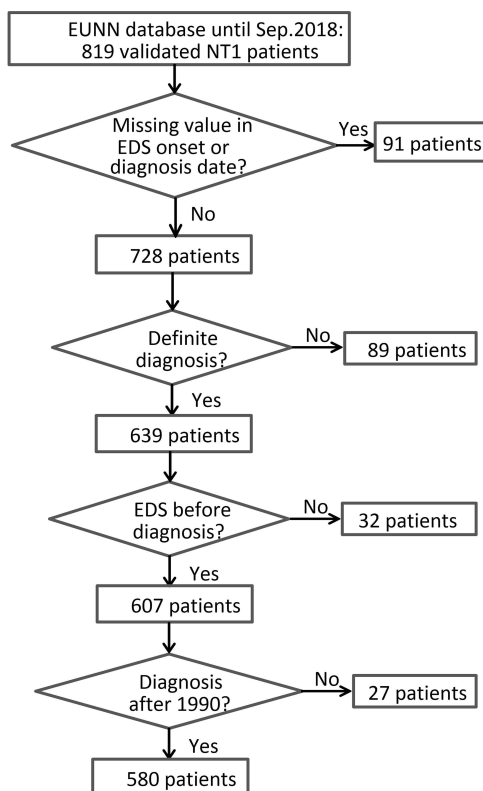 EUNN database until Sep.2018:
819 validated NT1 patients
Missing value in
EDS onset or
diagnosis date?
Yes
91 patients
No
728 patients
Definite
diagnosis?
No
89 patients
Yes
639 patients
EDS before
diagnosis?
No
32 patients
Yes
607 patients
Diagnosis
after 1990?
No
27 patients
Yes
580 patients